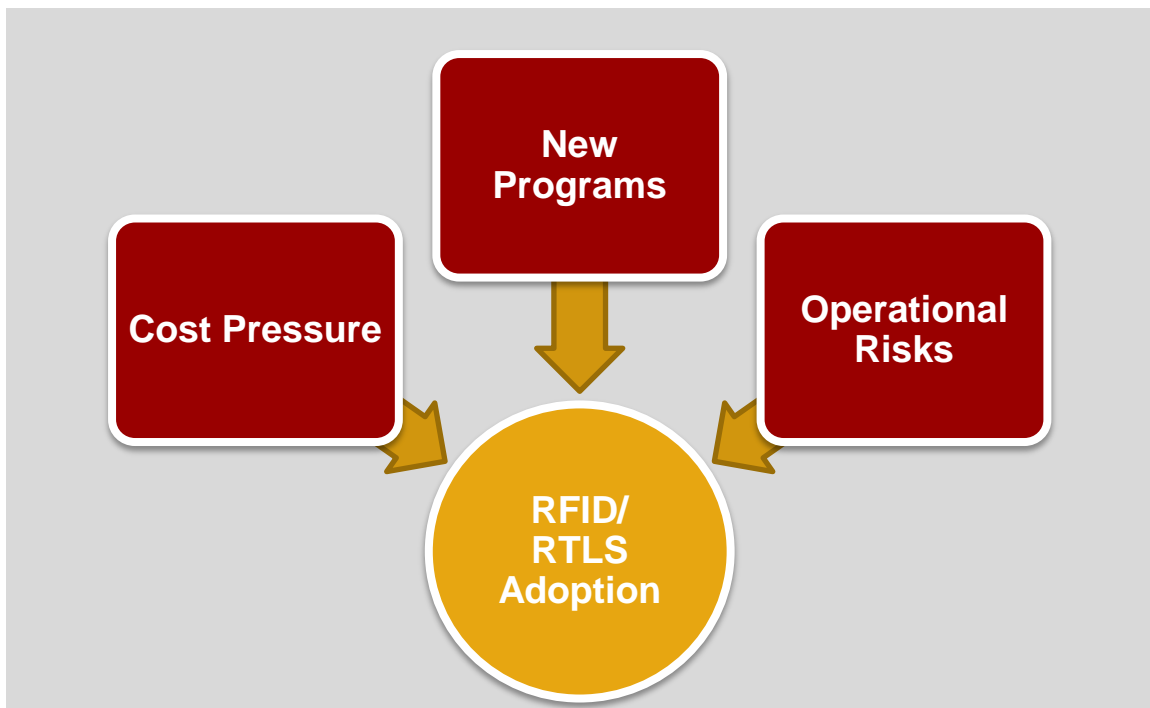 New
Programs
Cost Pressure
Operational
Risks
RFID/
RTLS
Adoption